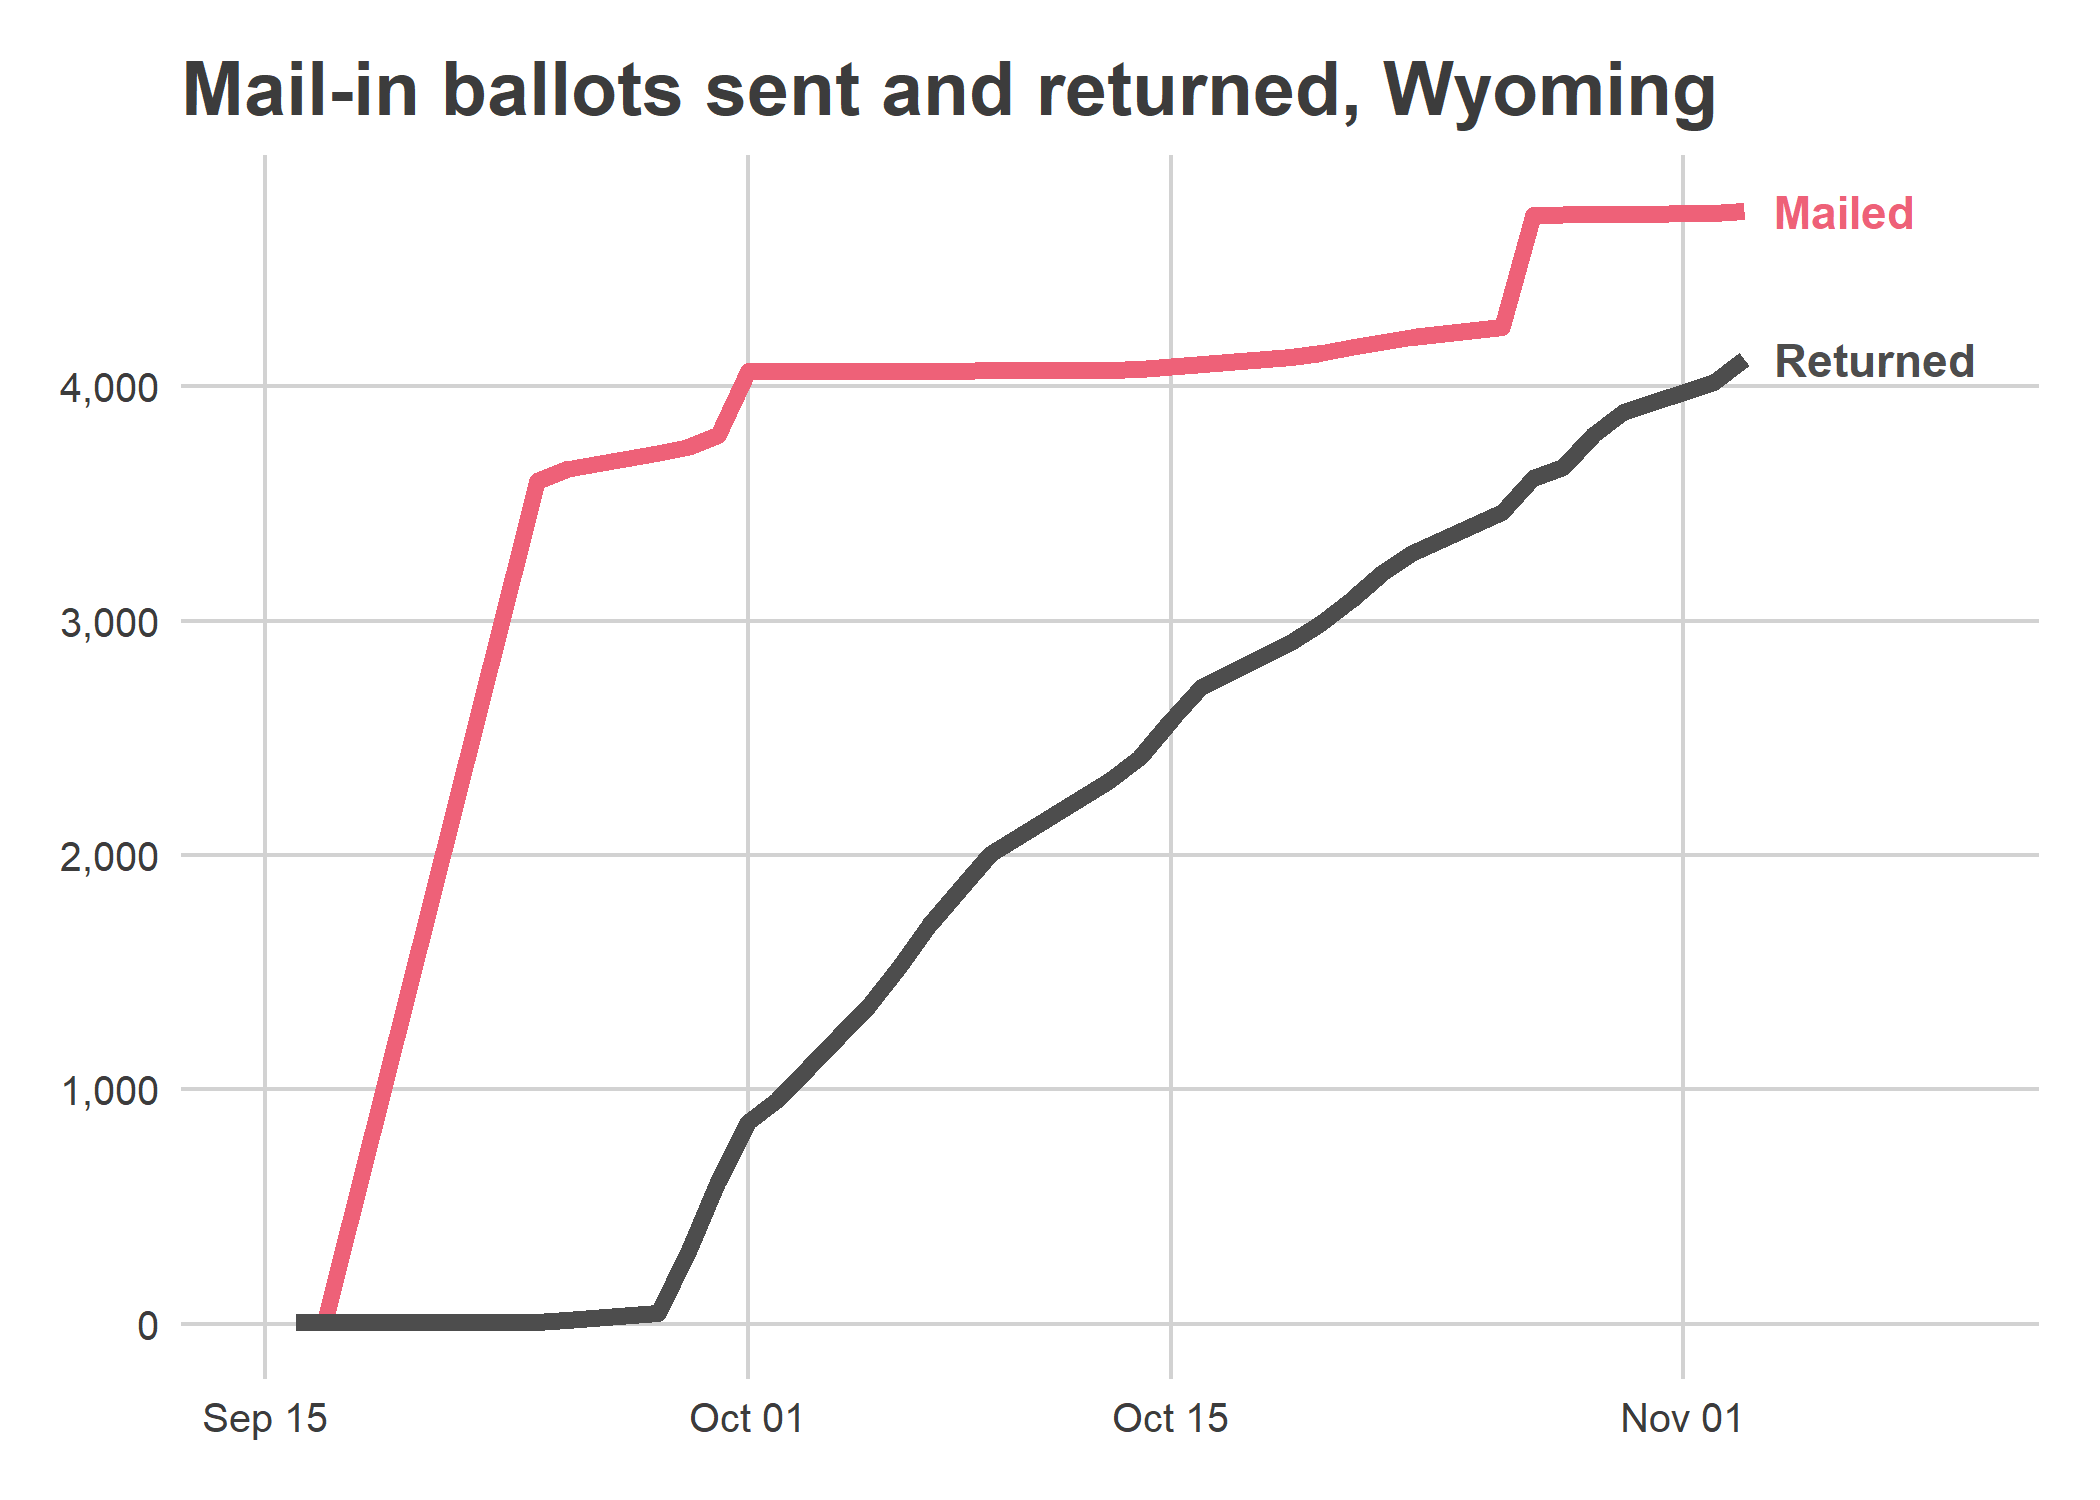 Mail-in ballots sent and returned, Wyoming
Mailed
Returned
4,000
3,000
2,000
1,000
0
Sep 15
Oct 01
Oct 15
Nov 01